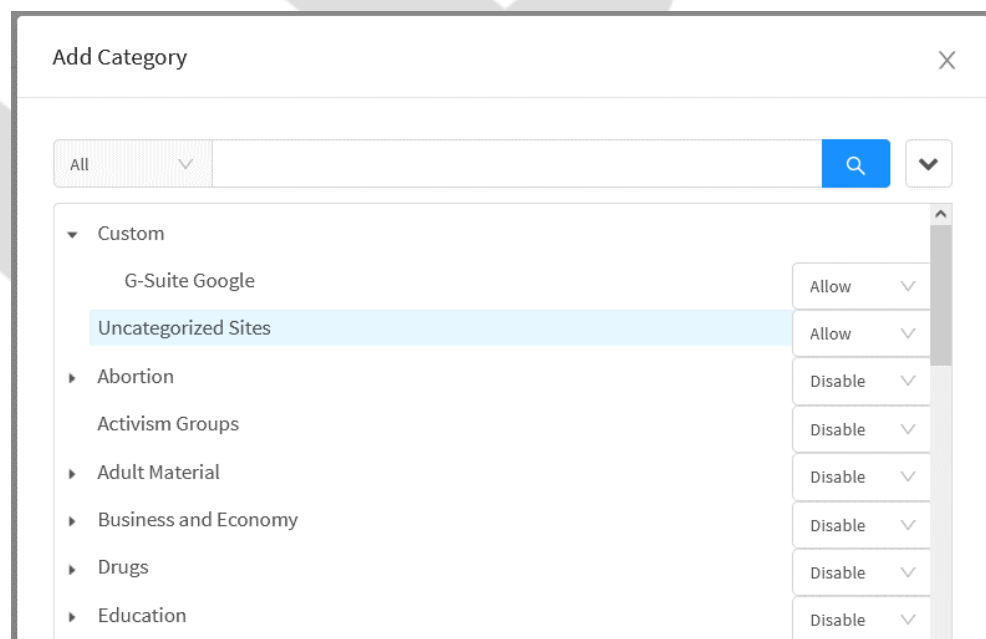 Add Category
All
Custom
G-Suite Google
Allow
Uncategorized Sites
Allow
Abortion
Disable
Activism Groups
Disable
Adult Material
Disable
Business and Economy
Disable
Drugs
Disable
Education
Disable